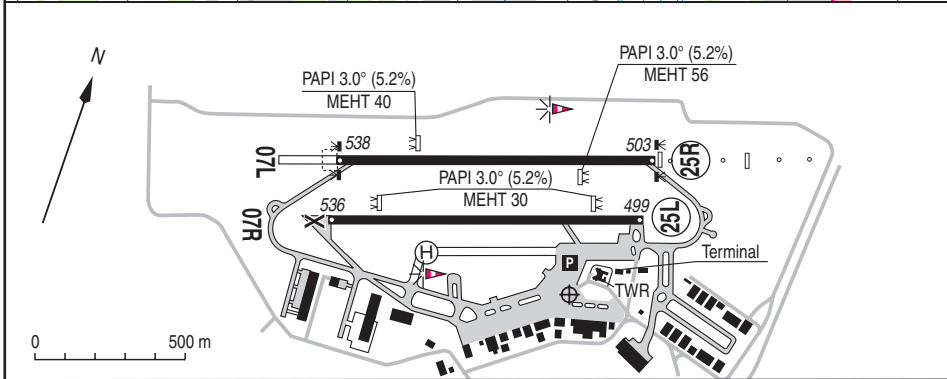 N
PAPI 3.0° (5.2%)
MEHT 40
PAPI 3.0° (5.2%)
MEHT 56
07L
538
503
25R
PAPI 3.0° (5.2%)
MEHT 30
07R
536
X
499
25L
H
P
Terminal
TWR
0
500 m